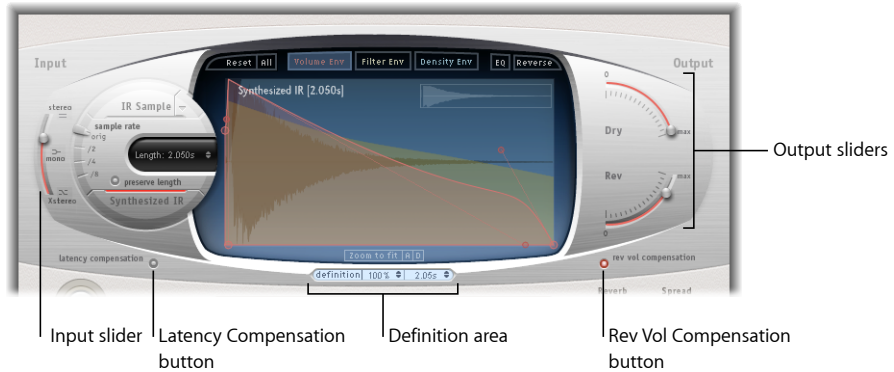 Reset All Volume Env Filter Env Density Env EQ Reverse
Input
Output
Synthesized IR [2.050s]
0
stereo
IR Sample
sample rate
orig
/2
mono
/4
/8
Length: 2.050s
preserve length
Xstereo
Synthesized IR
Dry
max
Rev
max
0
Output sliders
Zoom to fit A D
latency compensation
rev vol compensation
definition 100% 2.05s
Reverb
Spread
Input slider
Latency Compensation
button
Definition area
Rev Vol Compensation
button